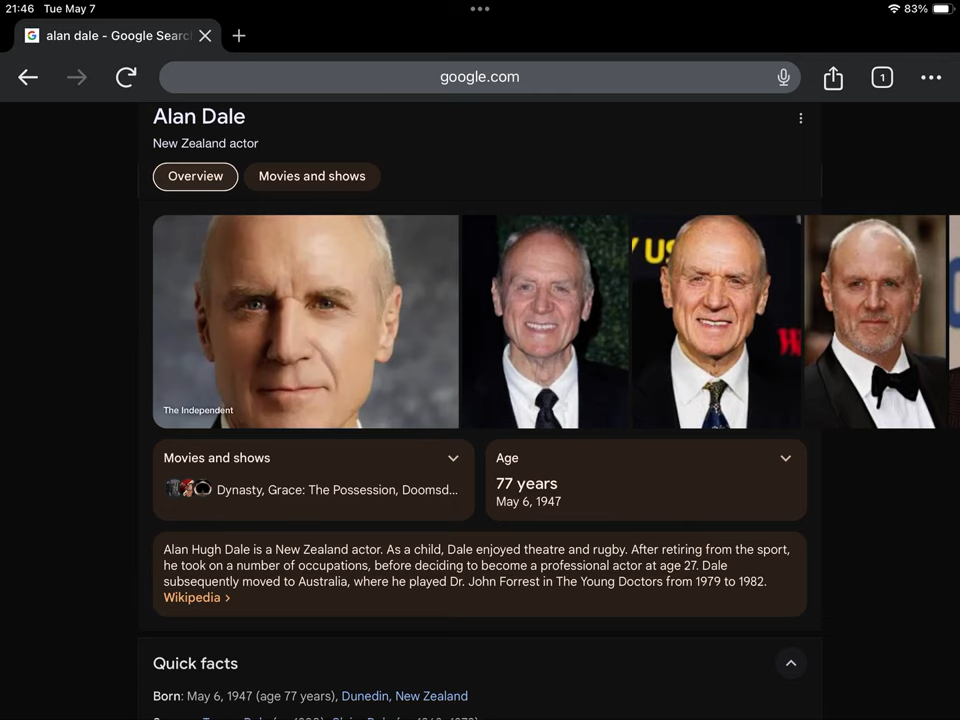 21:46 Tue May 7
83%
alan dale - Google Searc
google.com
1
Alan Dale
New Zealand actor
Overview
Movies and shows
Y US
The Independent
Movies and shows
Dynasty, Grace: The Possession, Doomsd...
Age
77 years
May 6, 1947
Alan Hugh Dale is a New Zealand actor. As a child, Dale enjoyed theatre and rugby. After retiring from the sport,
he took on a number of occupations, before deciding to become a professional actor at age 27. Dale
subsequently moved to Australia, where he played Dr. John Forrest in The Young Doctors from 1979 to 1982.
Wikipedia >
Quick facts
Born: May 6, 1947 (age 77 years), Dunedin, New Zealand